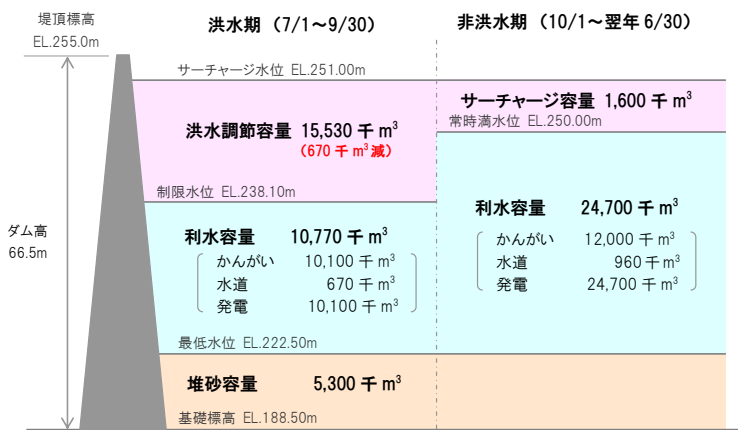 堤頂標高
EL.255.0m
洪水期 (7/1～9/30)
非洪水期 (10/1～翌年 6/30)
サーチャージ水位 EL.251.00m
サーチャージ容量 1,600 千 m³
常時満水位 EL.250.00m
洪水調節容量 15,530 千 m³
(670 千 m³ 減)
制限水位 EL.238.10m
ダム高
66.5m
利水容量 10,770 千 m³
かんがい 10,100 千 m³
水道 670 千 m³
発電 10,100 千 m³
利水容量 24,700 千 m³
かんがい 12,000 千 m³
水道 960 千 m³
発電 24,700 千 m³
最低水位 EL.222.50m
堆砂容量 5,300 千 m³
基礎標高 EL.188.50m